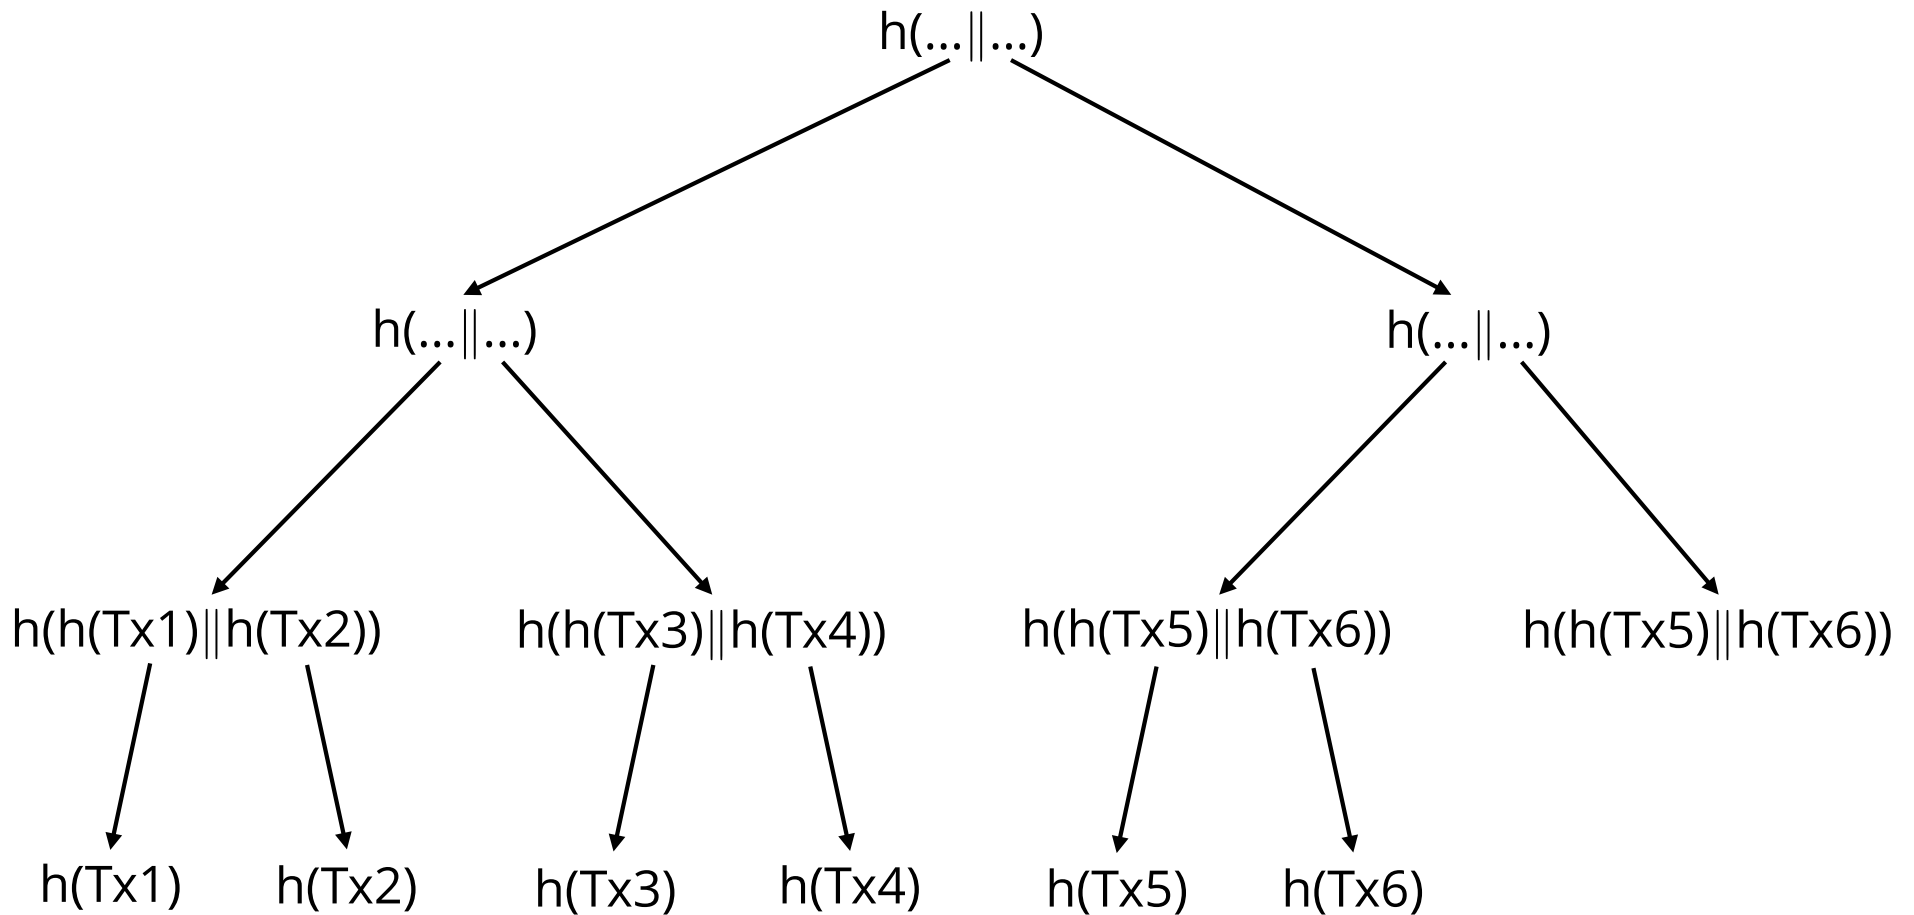 h(...||...)
h(...||...) h(...||...)
h(h(Tx1)||h(Tx2)) h(h(Tx3)||h(Tx4)) h(h(Tx5)||h(Tx6)) h(h(Tx5)||h(Tx6))
h(Tx1) h(Tx2) h(Tx3) h(Tx4) h(Tx5) h(Tx6)